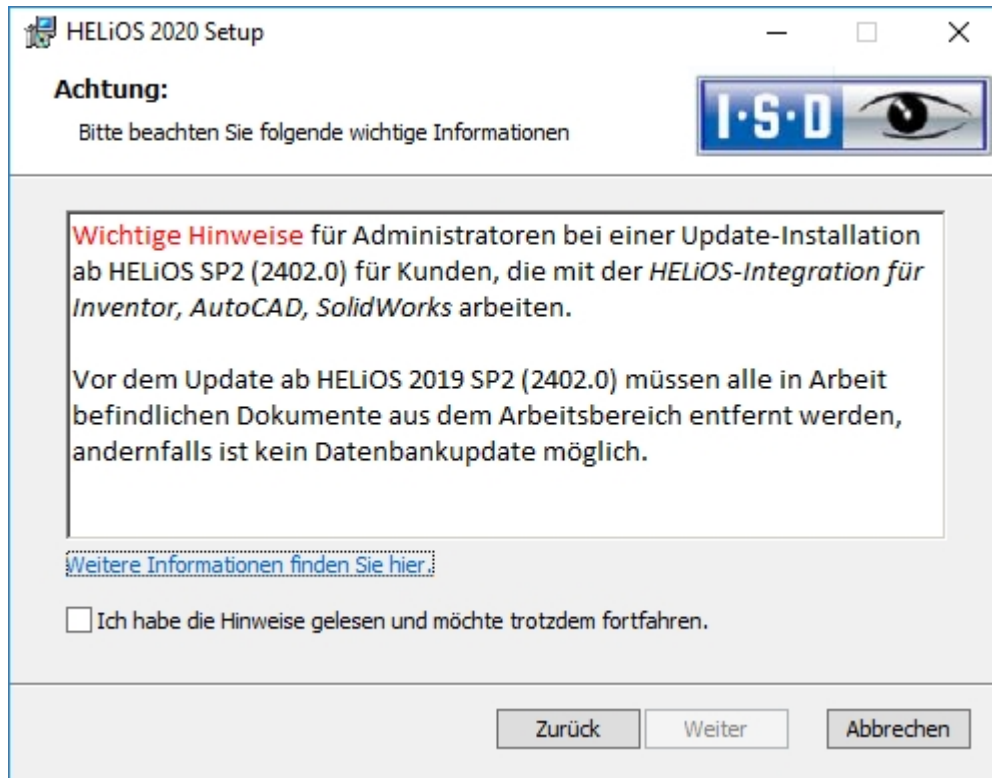 HELiOS 2020 Setup
Achtung:
Bitte beachten Sie folgende wichtige Informationen
I·S·D
Wichtige Hinweise für Administratoren bei einer Update-Installation
ab HELiOS SP2 (2402.0) für Kunden, die mit der HELiOS-Integration für
Inventor, AutoCAD, SolidWorks arbeiten.
Vor dem Update ab HELiOS 2019 SP2 (2402.0) müssen alle in Arbeit
befindlichen Dokumente aus dem Arbeitsbereich entfernt werden,
andernfalls ist kein Datenbankupdate möglich.
Weitere Informationen finden Sie hier.
Ich habe die Hinweise gelesen und möchte trotzdem fortfahren.
Zurück
Weiter
Abbrechen